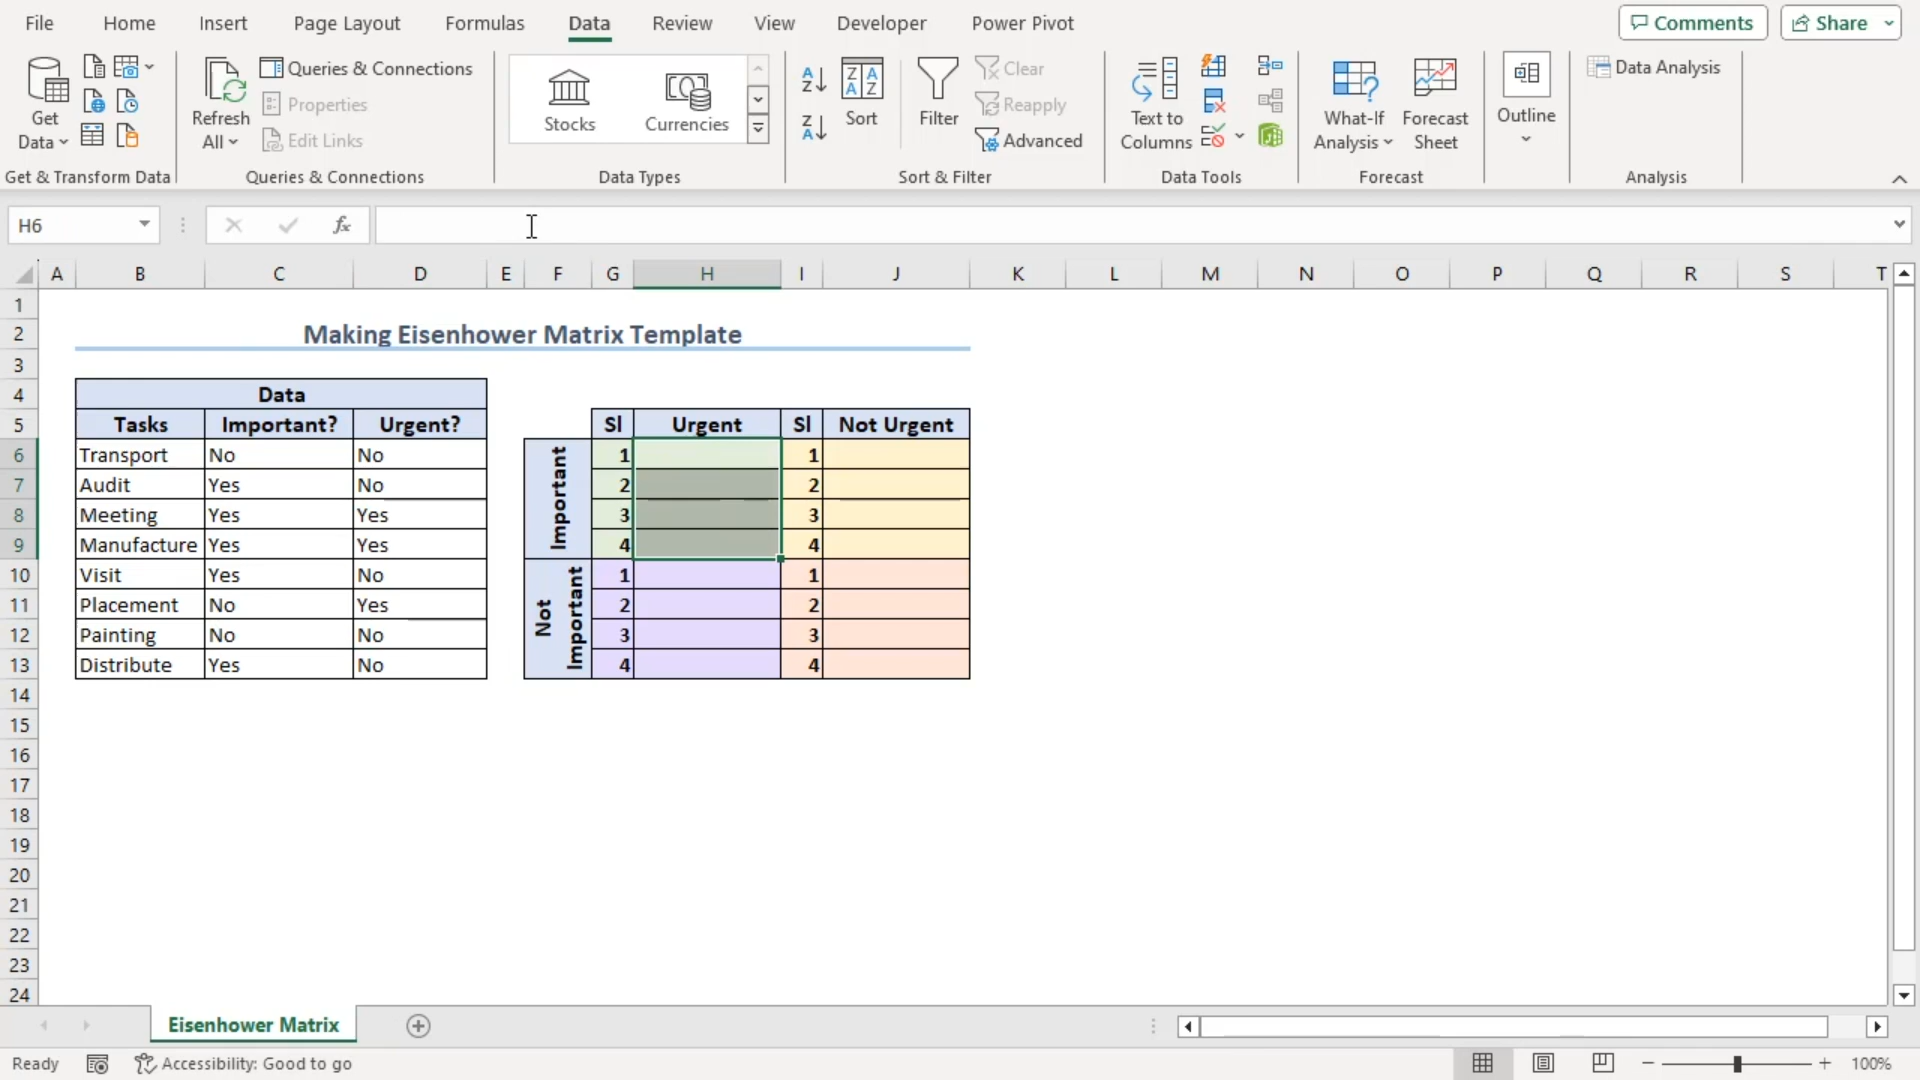 File Home Insert Page Layout Formulas Data Review View Developer Power Pivot Comments Share
Get Data
Refresh All
Queries & Connections
Properties
Edit Links
Stocks
Currencies
Sort
Filter
Clear
Reapply
Advanced
Text to Columns
What-If Analysis
Forecast Sheet
Outline
Data Analysis
Get & Transform Data Queries & Connections Data Types Sort & Filter Data Tools Forecast Analysis
H6 fx
A B C D E F G H I J K L M N O P Q R S T
1
2 Making Eisenhower Matrix Template
3
4 Data
5 Tasks Important? Urgent? Sl Urgent Sl Not Urgent
6 Transport No No Important 1 1
7 Audit Yes No 2 2
8 Meeting Yes Yes 3 3
9 Manufacture Yes Yes 4 4
10 Visit Yes No Not Important 1 1
11 Placement No Yes 2 2
12 Painting No No 3 3
13 Distribute Yes No 4 4
14
15
16
17
18
19
20
21
22
23
24
Eisenhower Matrix
Ready Accessibility: Good to go 100%